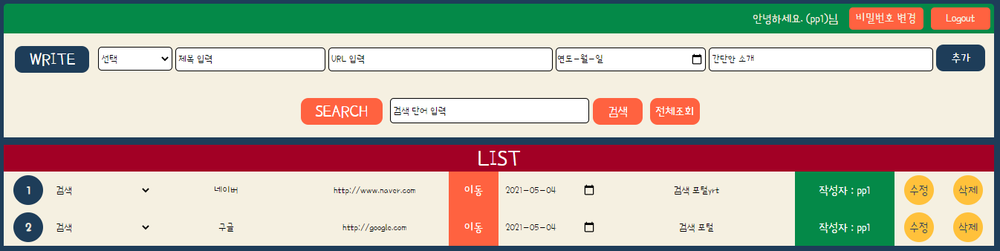 안녕하세요. (pp1)님 비밀번호 변경 Logout
WRITE 선택 제목 입력 URL 입력 연도-월-일 간단한 소개 추가
SEARCH 검색 단어 입력 검색 전체조회
LIST
1 검색 네이버 http://www.naver.com 이동 2021-05-04 검색 포털yrt 작성자 : pp1 수정 삭제
2 검색 구글 http://google.com 이동 2021-05-04 검색 포털 작성자 : pp1 수정 삭제